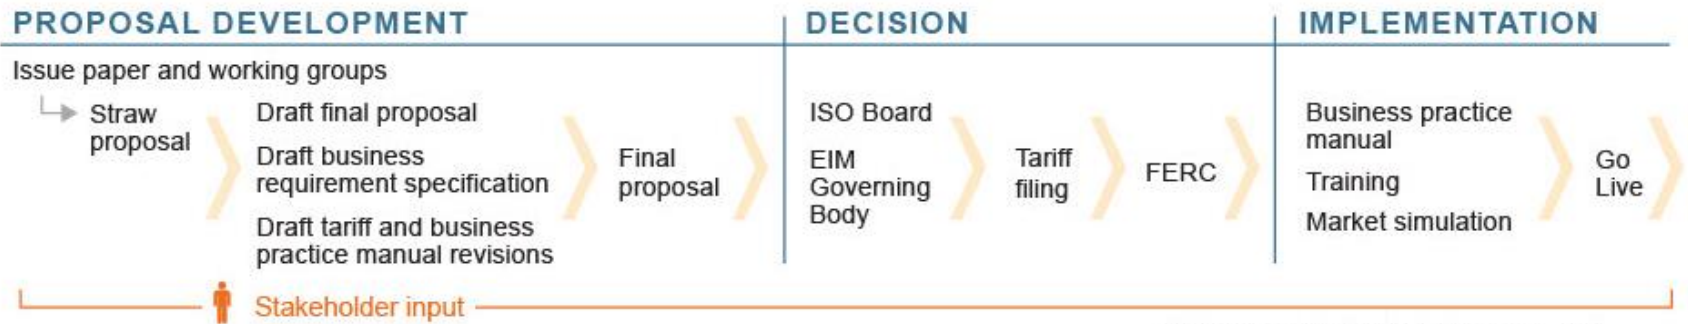 PROPOSAL DEVELOPMENT
Issue paper and working groups
Straw
proposal
Draft final proposal
Draft business
requirement specification
Draft tariff and business
practice manual revisions
Final
proposal
DECISION
ISO Board
EIM
Governing
Body
Tariff
filing
FERC
IMPLEMENTATION
Business practice
manual
Training
Market simulation
Go
Live
Stakeholder input